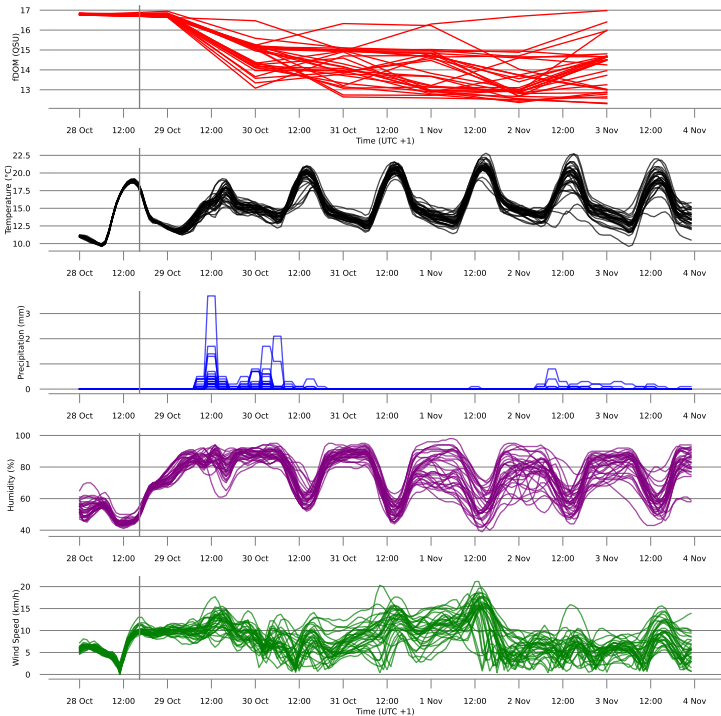 17
16
15
14
13
fDOM (QSU)
28 Oct 12:00 29 Oct 12:00 30 Oct 12:00 31 Oct 12:00 1 Nov 12:00 2 Nov 12:00 3 Nov 12:00 4 Nov
Time (UTC +1)
22.5
20.0
17.5
15.0
12.5
10.0
Temperature (°C)
28 Oct 12:00 29 Oct 12:00 30 Oct 12:00 31 Oct 12:00 1 Nov 12:00 2 Nov 12:00 3 Nov 12:00 4 Nov
3
2
1
0
Precipitation (mm)
28 Oct 12:00 29 Oct 12:00 30 Oct 12:00 31 Oct 12:00 1 Nov 12:00 2 Nov 12:00 3 Nov 12:00 4 Nov
100
80
60
40
Humidity (%)
28 Oct 12:00 29 Oct 12:00 30 Oct 12:00 31 Oct 12:00 1 Nov 12:00 2 Nov 12:00 3 Nov 12:00 4 Nov
20
15
10
5
0
Wind Speed (km/h)
28 Oct 12:00 29 Oct 12:00 30 Oct 12:00 31 Oct 12:00 1 Nov 12:00 2 Nov 12:00 3 Nov 12:00 4 Nov
Time (UTC +1)